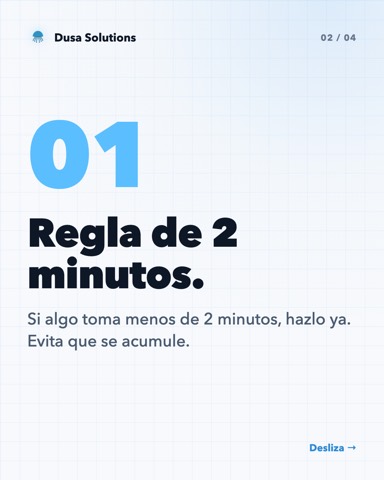 Dusa Solutions
02 / 04
01
Regla de 2
minutos.
Si algo toma menos de 2 minutos, hazlo ya.
Evita que se acumule.
Desliza →